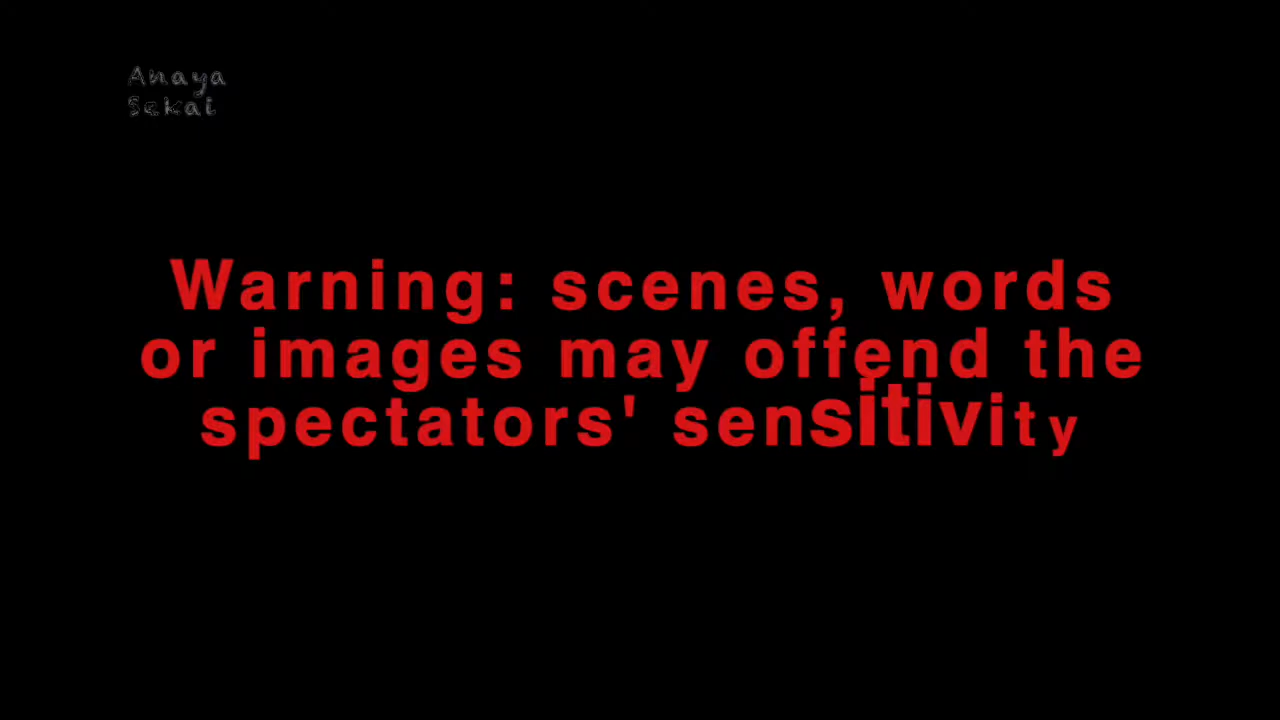 Anaya
Sekai
Warning: scenes, words
or images may offend the
spectators' sensitivity